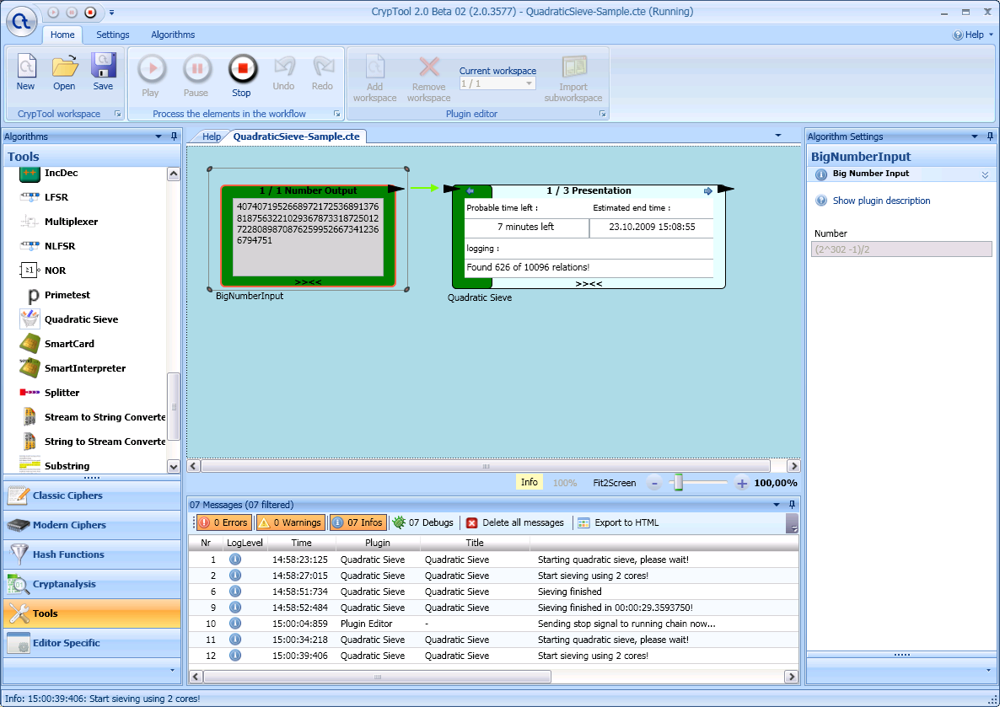 CrypTool 2.0 Beta 02 (2.0.3577) - QuadraticSieve-Sample.cte (Running)
Home Settings Algorithms
Help
New Open Save
CrypTool workspace
Play Pause Stop Undo Redo
Process the elements in the workflow
Add workspace
Remove workspace
Current workspace
1 / 1
Import subworkspace
Plugin editor
Algorithms
Tools
IncDec
LFSR
Multiplexer
NLFSR
≥1 NOR
Primetest
Quadratic Sieve
SmartCard
SmartInterpreter
Splitter
Stream to String Converte
String to Stream Converte
Substring
Classic Ciphers
Modern Ciphers
Hash Functions
Cryptanalysis
Tools
Editor Specific
Help QuadraticSieve-Sample.cte
1 / 1 Number Output
4074071952668972172536891376
8187563221029367873318725012
7228089870876259952667341236
6794751
>><<
BigNumberInput
1 / 3 Presentation
Probable time left : Estimated end time :
7 minutes left 23.10.2009 15:08:55
logging :
Found 626 of 10096 relations!
>><<
Quadratic Sieve
Info 100% Fit2Screen - + 100,00%
07 Messages (07 filtered)
0 Errors 0 Warnings 07 Infos 07 Debugs Delete all messages Export to HTML
Nr LogLevel Time Plugin Title
1 14:58:23:125 Quadratic Sieve Quadratic Sieve Starting quadratic sieve, please wait!
2 14:58:27:015 Quadratic Sieve Quadratic Sieve Start sieving using 2 cores!
6 14:58:51:734 Quadratic Sieve Quadratic Sieve Sieving finished
9 14:58:52:484 Quadratic Sieve Quadratic Sieve Sieving finished in 00:00:29.3593750!
10 15:00:04:859 Plugin Editor - Sending stop signal to running chain now...
11 15:00:34:218 Quadratic Sieve Quadratic Sieve Starting quadratic sieve, please wait!
12 15:00:39:406 Quadratic Sieve Quadratic Sieve Start sieving using 2 cores!
Algorithm Settings
BigNumberInput
Big Number Input
Show plugin description
Number
(2^302 -1)/2
Info: 15:00:39:406: Start sieving using 2 cores!